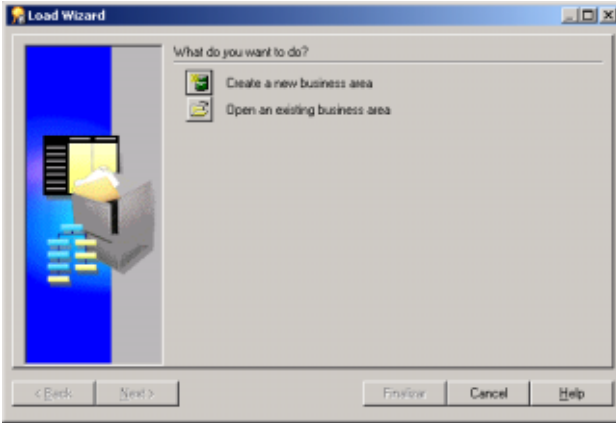 Load Wizard
What do you want to do?
Create a new business area
Open an existing business area
< Back
Next >
Finalizar
Cancel
Help